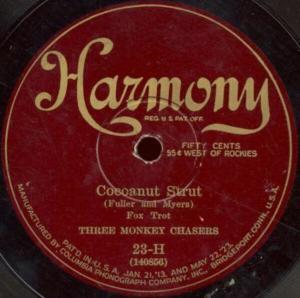 Harmony
REG. U.S. PAT. OFF.
FIFTY CENTS
55¢ WEST OF ROCKIES
Cocoanut Strut
(Fuller and Myers)
Fox Trot
THREE MONKEY CHASERS
23-H
(140856)
MANUFACTURED BY COLUMBIA PHONOGRAPH COMPANY, INC., BRIDGEPORT, CONN., U.S.A.
PAT'D IN U.S.A. JAN. 21,'13, AND MAY 22-'23